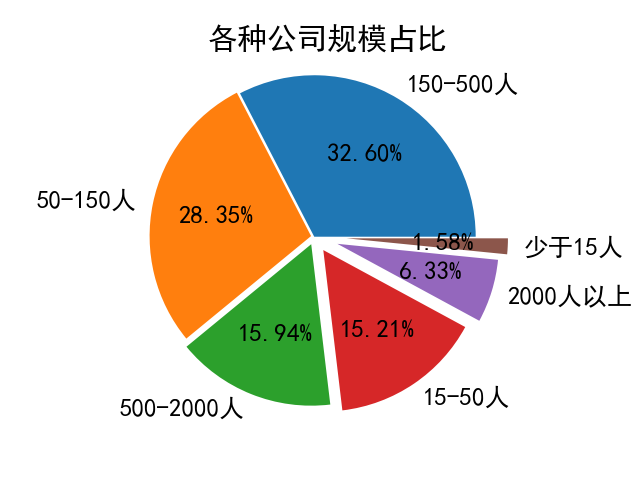 各种公司规模占比
150-500人
32.60%
50-150人
28.35%
1.58%
少于15人
6.33%
2000人以上
15.94%
15.21%
500-2000人
15-50人